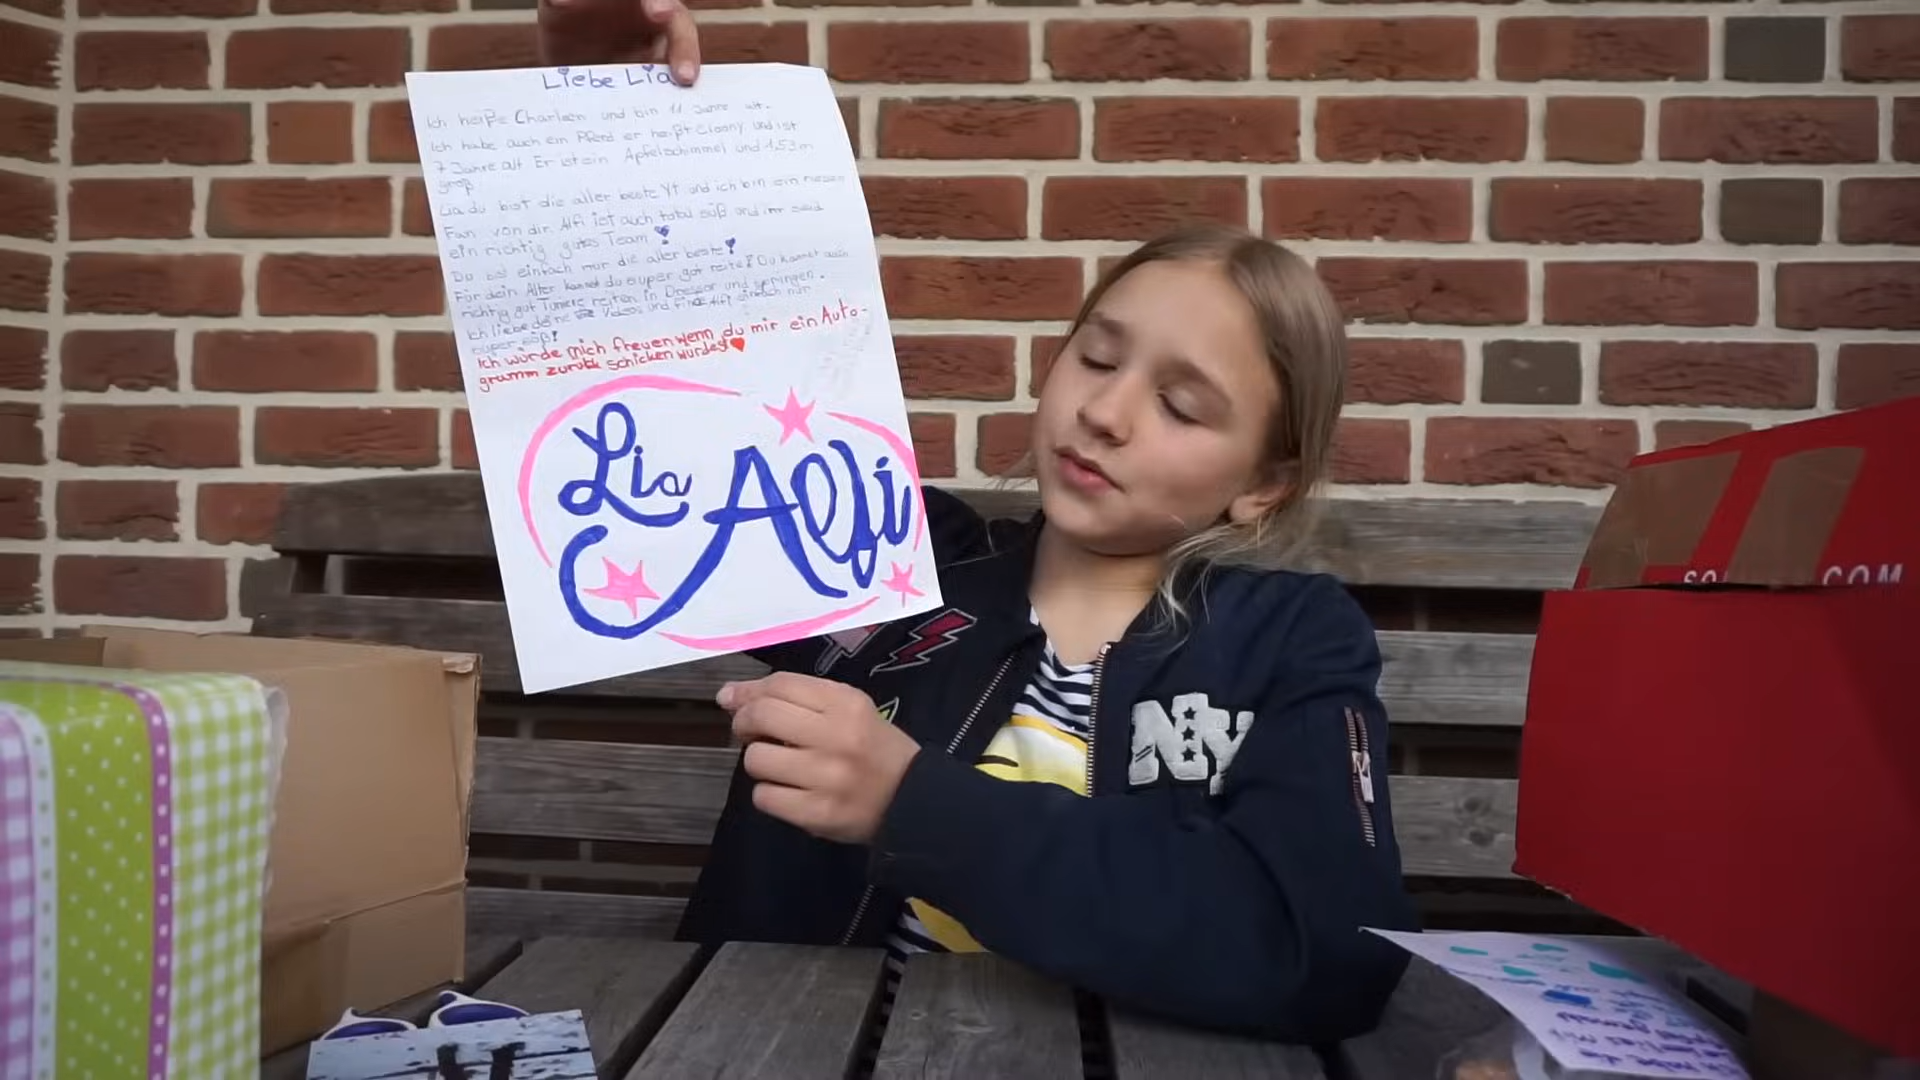 Liebe Lia
Ich heiße Charleen und bin 11 Jahre alt.
Ich habe auch ein Pferd er heißt Cloony und ist
7 Jahre alt Er ist ein Apfelschimmel und 1,53m
groß
Lia du bist die aller beste YT und ich bin ein riesen
Fan von dir. Alfi ist auch total süß und ihr seid
ein richtig gutes Team
Du bist einfach nur die aller beste!
Für dein Alter kannst du super gut reite! Du kannst auch
richtig gut Tuniere reiten in Dressur und springen.
Ich liebe deine Videos und finde Alfi einfach nur
super süß!
Ich würde mich freuen wenn du mir ein Auto-
gramm zurück schicken würdest
Lia Alfi
NY
COM